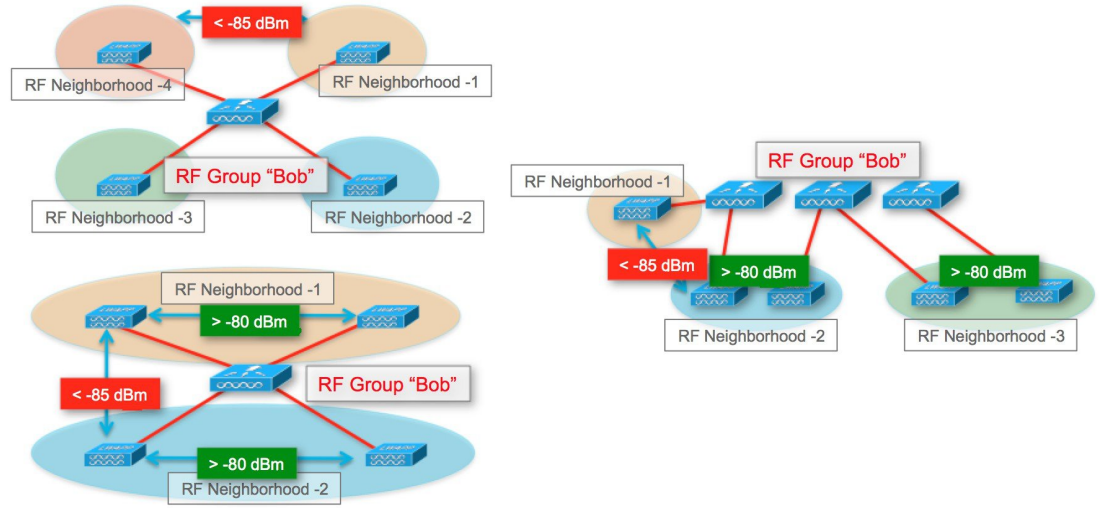 < -85 dBm
RF Neighborhood -4
RF Neighborhood -1
RF Group “Bob”
RF Neighborhood -3
RF Neighborhood -2
RF Neighborhood -1
> -80 dBm
< -85 dBm
RF Group “Bob”
> -80 dBm
RF Neighborhood -2
RF Group “Bob”
RF Neighborhood -1
< -85 dBm
> -80 dBm
> -80 dBm
RF Neighborhood -2
RF Neighborhood -3